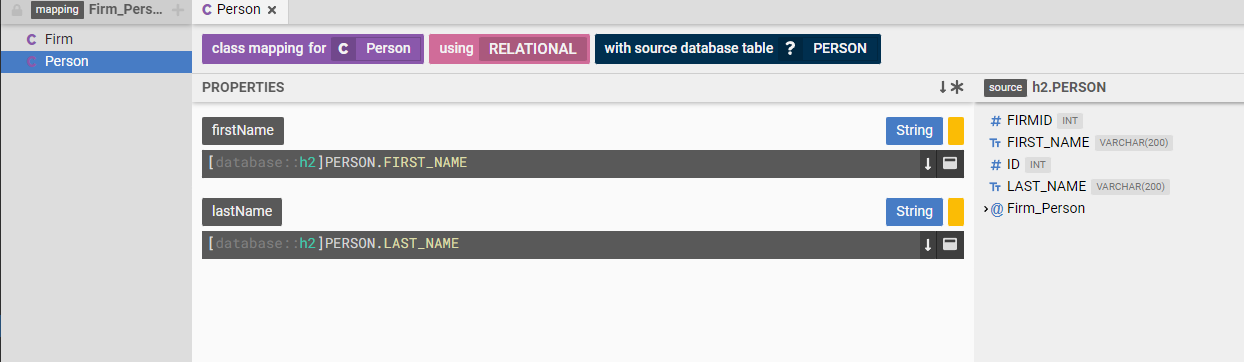 mapping Firm_Pers...
C Person
C Firm
C Person
class mapping for C Person using RELATIONAL with source database table ? PERSON
PROPERTIES
firstName String
[database::h2]PERSON.FIRST_NAME
lastName String
[database::h2]PERSON.LAST_NAME
source h2.PERSON
# FIRMID INT
TT FIRST_NAME VARCHAR(200)
# ID INT
TT LAST_NAME VARCHAR(200)
@ Firm_Person